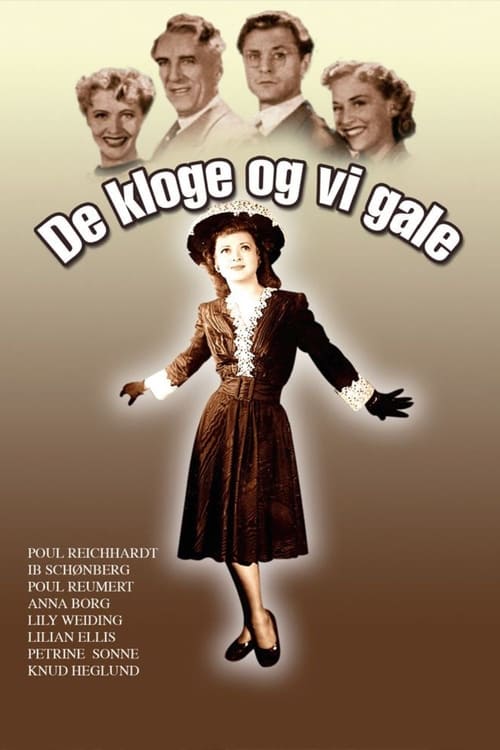 De kloge og vi gale
POUL REICHHARDT
IB SCHØNBERG
POUL REUMERT
ANNA BORG
LILY WEIDING
LILIAN ELLIS
PETRINE SONNE
KNUD HEGLUND